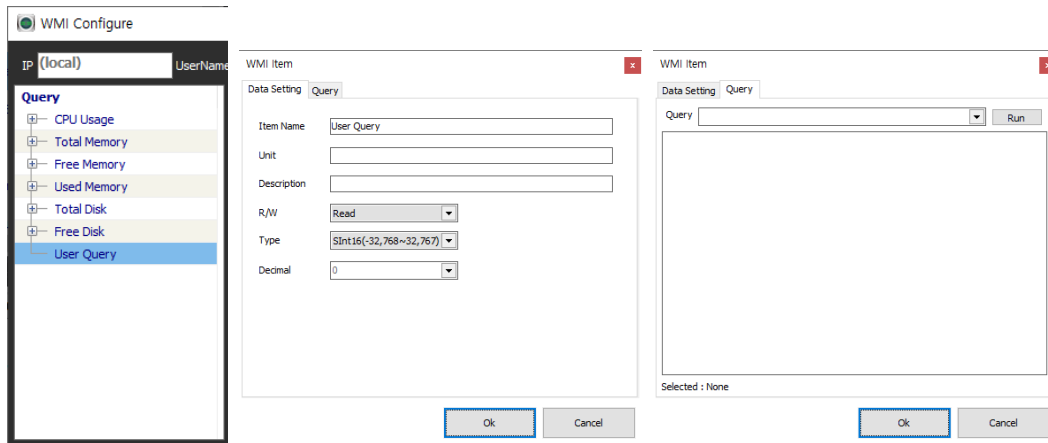 WMI Configure
IP (local) UserName
Query
CPU Usage
Total Memory
Free Memory
Used Memory
Total Disk
Free Disk
User Query
WMI Item
Data Setting Query
Item Name User Query
Unit
Description
R/W Read
Type SInt16(-32,768~32,767)
Decimal 0
Ok Cancel
WMI Item
Data Setting Query
Query Run
Selected : None
Ok Cancel